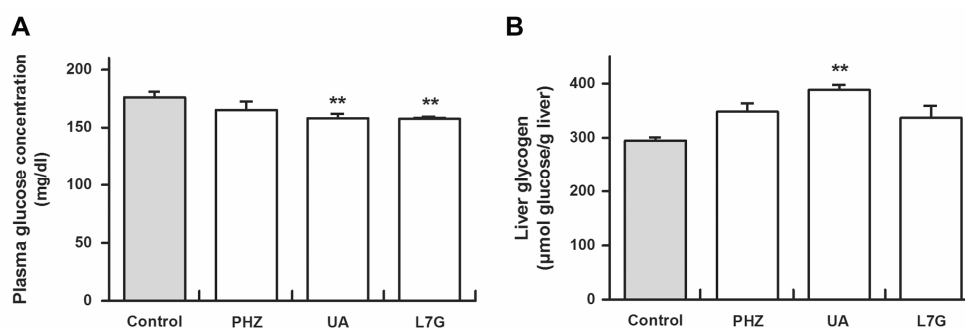 A
Plasma glucose concentration
(mg/dl)
200
150
100
50
0
**
**
Control
PHZ
UA
L7G
B
Liver glycogen
(µmol glucose/g liver)
400
300
200
100
0
**
Control
PHZ
UA
L7G